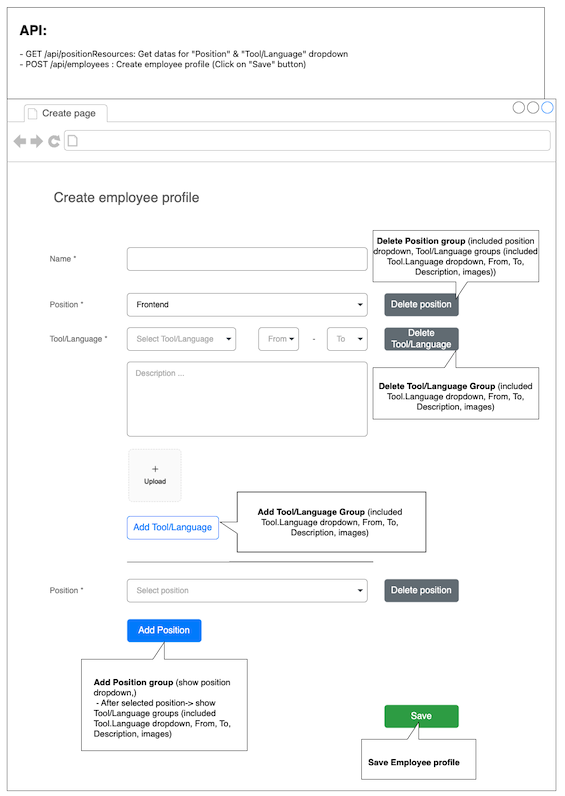 API:
- GET /api/positionResources: Get datas for "Position" & "Tool/Language" dropdown
- POST /api/employees : Create employee profile (Click on "Save" button)
Create page
Create employee profile
Name *
Delete Position group (included position
dropdown, Tool/Language groups (included
Tool.Language dropdown, From, To,
Description, images))
Position *
Frontend
Delete position
Tool/Language *
Select Tool/Language
From
-
To
Delete
Tool/Language
Description ...
Delete Tool/Language Group (included
Tool.Language dropdown, From, To,
Description, images)
+
Upload
Add Tool/Language
Add Tool/Language Group (included
Tool.Language dropdown, From, To,
Description, images)
Position *
Select position
Delete position
Add Position
Add Position group (show position
dropdown,)
- After selected position-> show
Tool/Language groups (included
Tool.Language dropdown, From, To,
Description, images)
Save
Save Employee profile